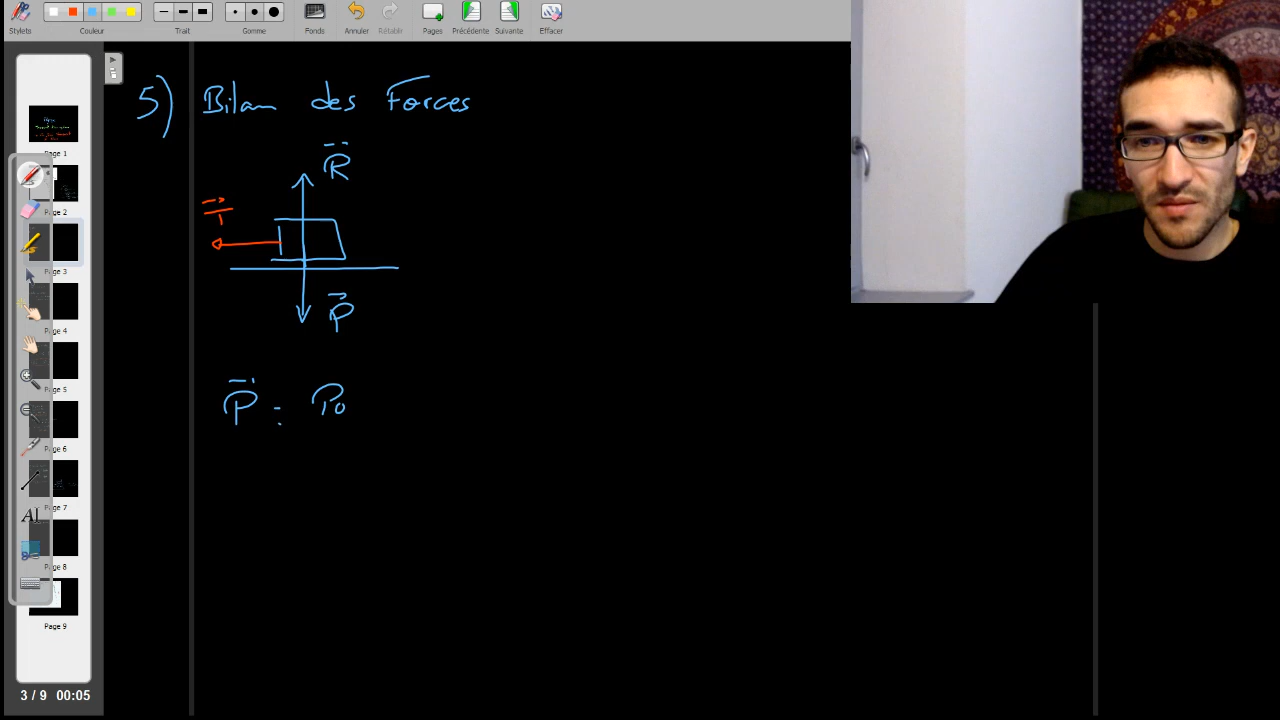 Stylets Couleur Trait Gomme Fonds Annuler Rétablir Pages Précédente Suivante Effacer
5) Bilan des Forces
R
T
P
P : Po
Page 1
Page 2
Page 3
Page 4
Page 5
Page 6
Page 7
Page 8
Page 9
AI
3 / 9 00:05